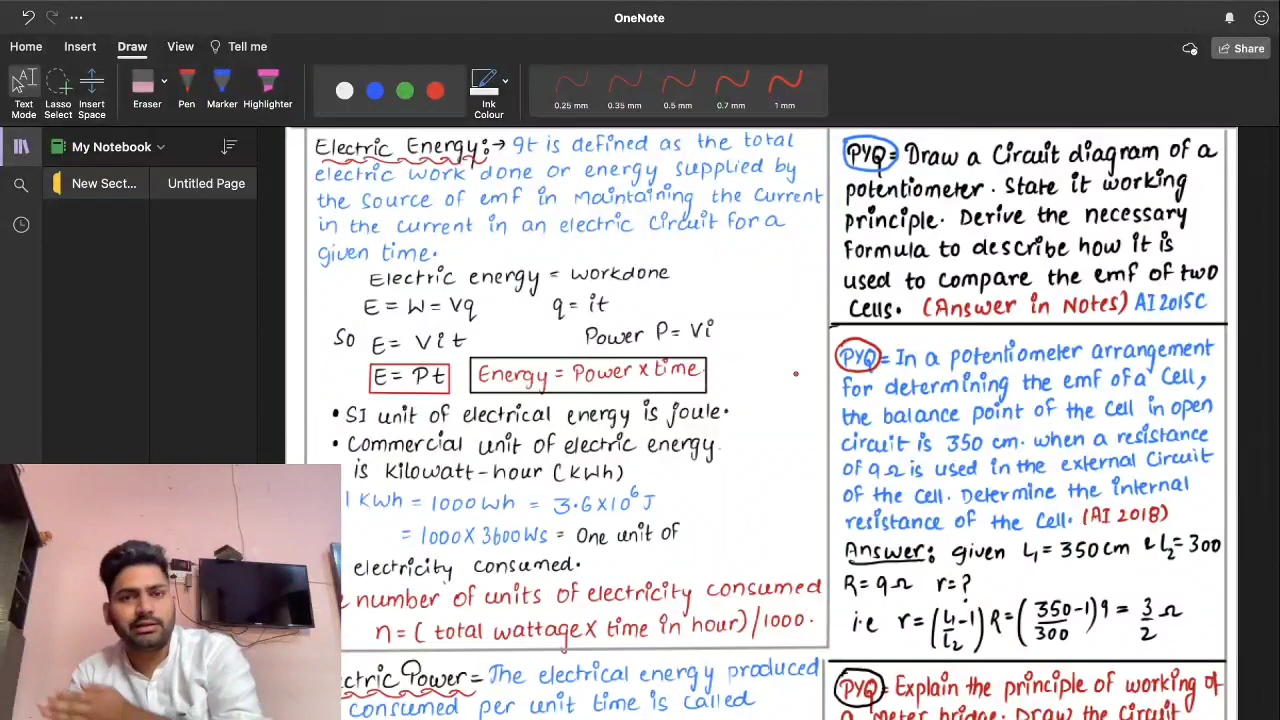 OneNote
Home Insert Draw View Tell me
Share
Text Mode
Lasso Select
Insert Space
Eraser
Pen
Marker
Highlighter
Ink Colour
0.25 mm
0.35 mm
0.5 mm
0.7 mm
1 mm
My Notebook
New Sect...
Untitled Page
Electric Energy:→ It is defined as the total
electric work done or energy supplied by
the source of emf in maintaining the current
in the current in an electric circuit for a
given time.
Electric energy = workdone
E = W = Vq q = it
So E = Vit Power P = Vi
E = Pt Energy = Power x time
• SI unit of electrical energy is joule.
• Commercial unit of electric energy
is kilowatt-hour (kWh)
1 KWh = 1000 Wh = 3.6 X 10⁶ J
= 1000 X 3600 Ws = One unit of
electricity consumed.
number of units of electricity consumed
n = (total wattage x time in hour)/1000.
ctric Power = The electrical energy produced
consumed per unit time is called
PYQ = Draw a Circuit diagram of a
potentiometer. State it working
principle. Derive the necessary
formula to describe how it is
used to compare the emf of two
cells. (Answer in Notes) AI 2015C
PYQ = In a potentiometer arrangement
for determining the emf of a Cell,
the balance point of the cell in open
circuit is 350 cm. when a resistance
of 9Ω is used in the external circuit
of the cell. Determine the internal
resistance of the cell. (AI 2018)
Answer: given L₁ = 350 cm & L₂ = 300
R = 9Ω r = ?
i.e r = (L₁/L₂ - 1) R = (350/300 - 1) 9 = 3/2 Ω
PYQ = Explain the principle of working of
a meter bridge. Draw the circuit